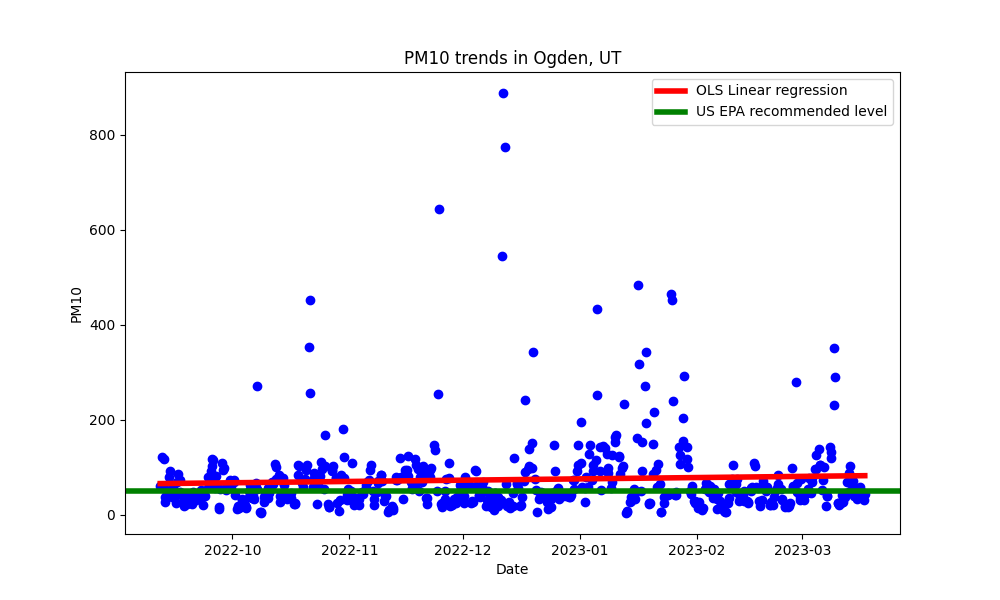 PM10 trends in Ogden, UT
OLS Linear regression
US EPA recommended level
800
600
400
200
0
PM10
2022-10 2022-11 2022-12 2023-01 2023-02 2023-03
Date